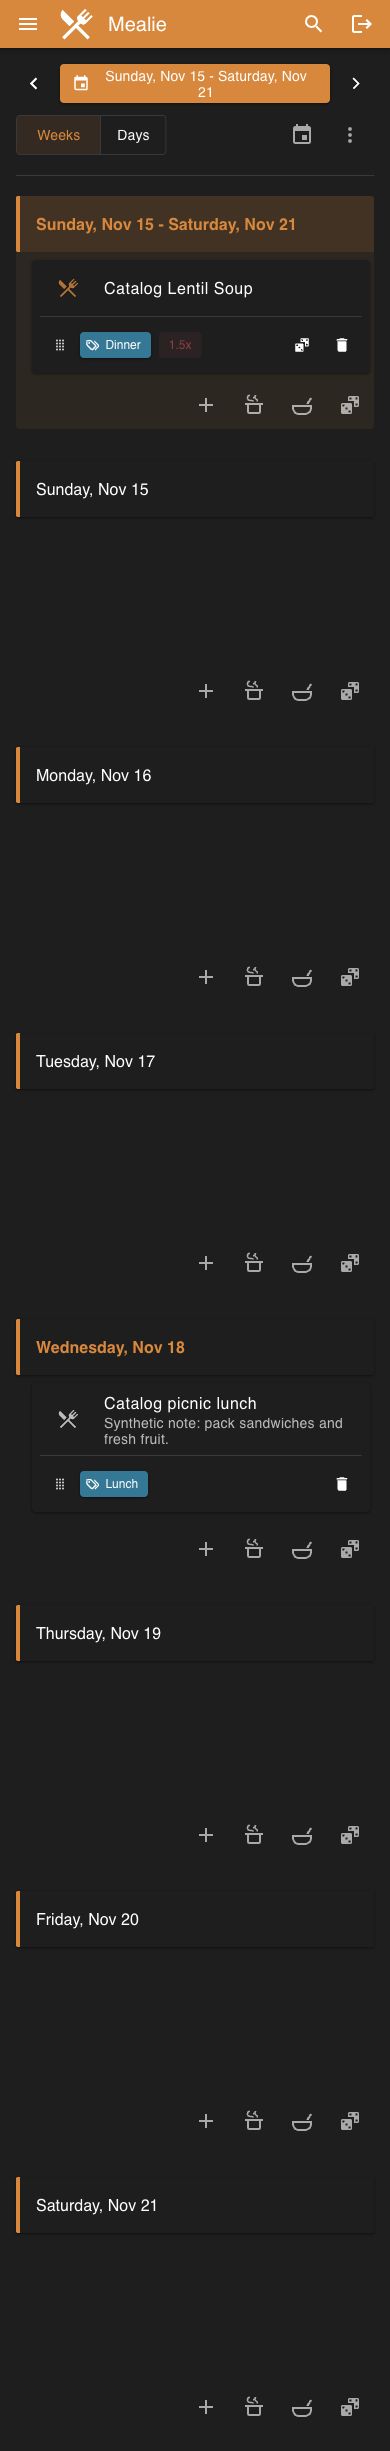 Mealie
Sunday, Nov 15 - Saturday, Nov
21
Weeks
Days
Sunday, Nov 15 - Saturday, Nov 21
Catalog Lentil Soup
Dinner
1.5x
Sunday, Nov 15
Monday, Nov 16
Tuesday, Nov 17
Wednesday, Nov 18
Catalog picnic lunch
Synthetic note: pack sandwiches and
fresh fruit.
Lunch
Thursday, Nov 19
Friday, Nov 20
Saturday, Nov 21